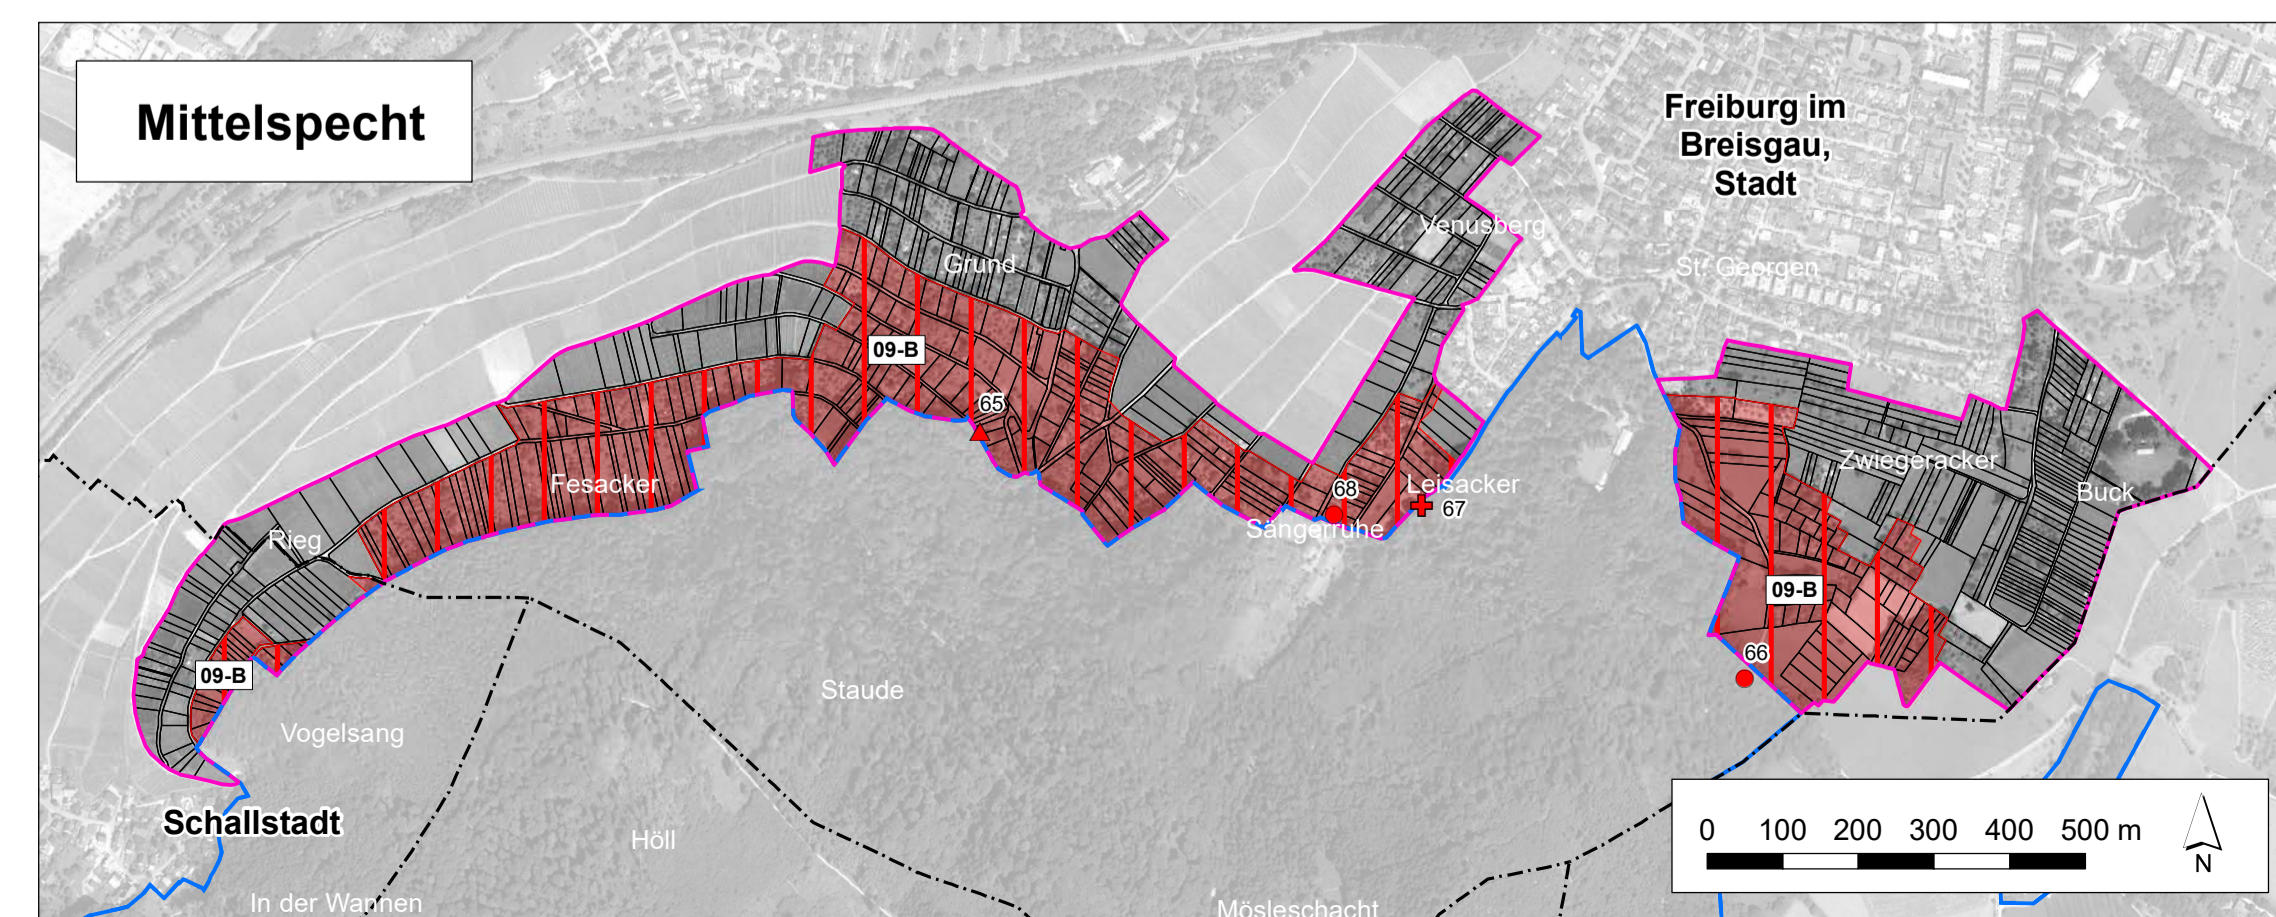 Mittelspecht
Freiburg im
Breisgau,
Stadt
Venusberg
St. Georgen
Grund
09-B
65
Fesacker
68
Leisacker
67
Sängerruhe
Zwiegeracker
Buck
Rieg
09-B
66
09-B
Staude
Vogelsang
Schallstadt
Höll
In der Wannen
Mösleschacht
0 100 200 300 400 500 m
N